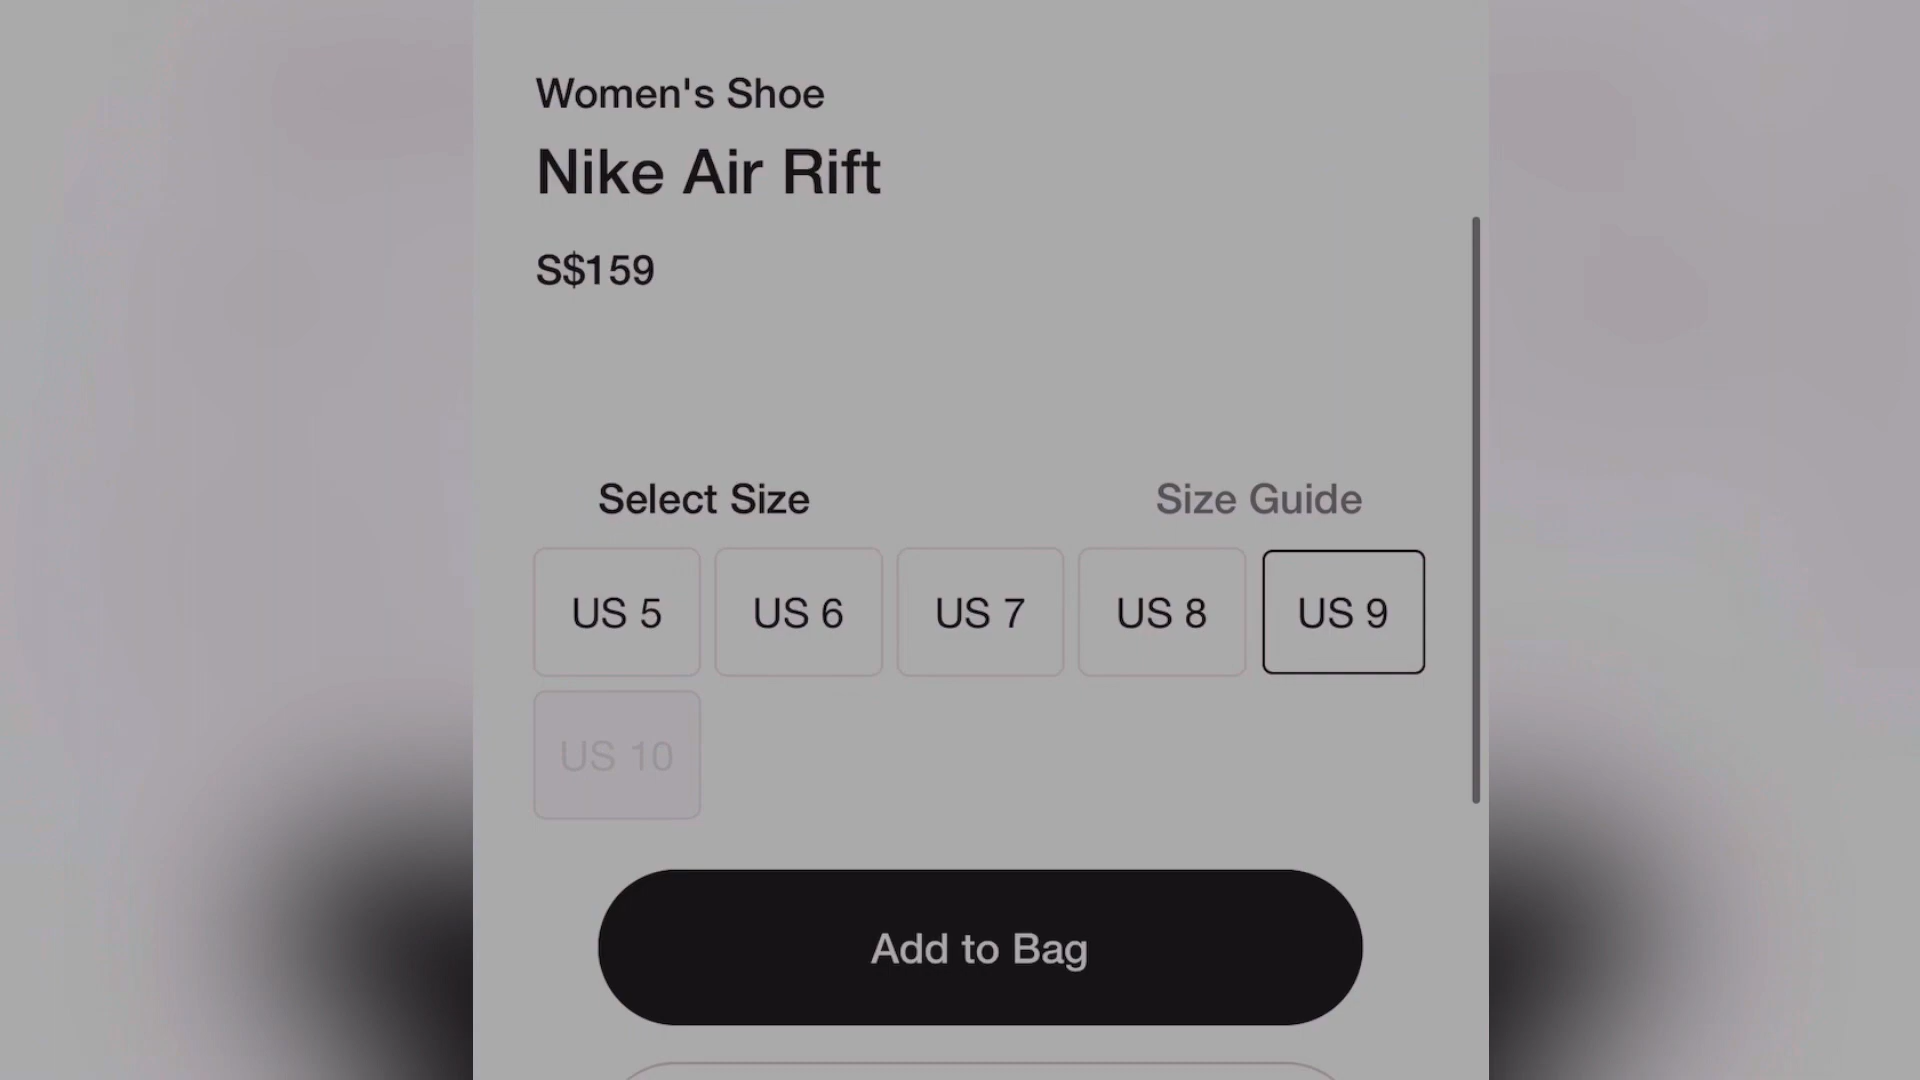 Women's Shoe
Nike Air Rift
S$159
Select Size Size Guide
US 5 US 6 US 7 US 8 US 9
US 10
Add to Bag